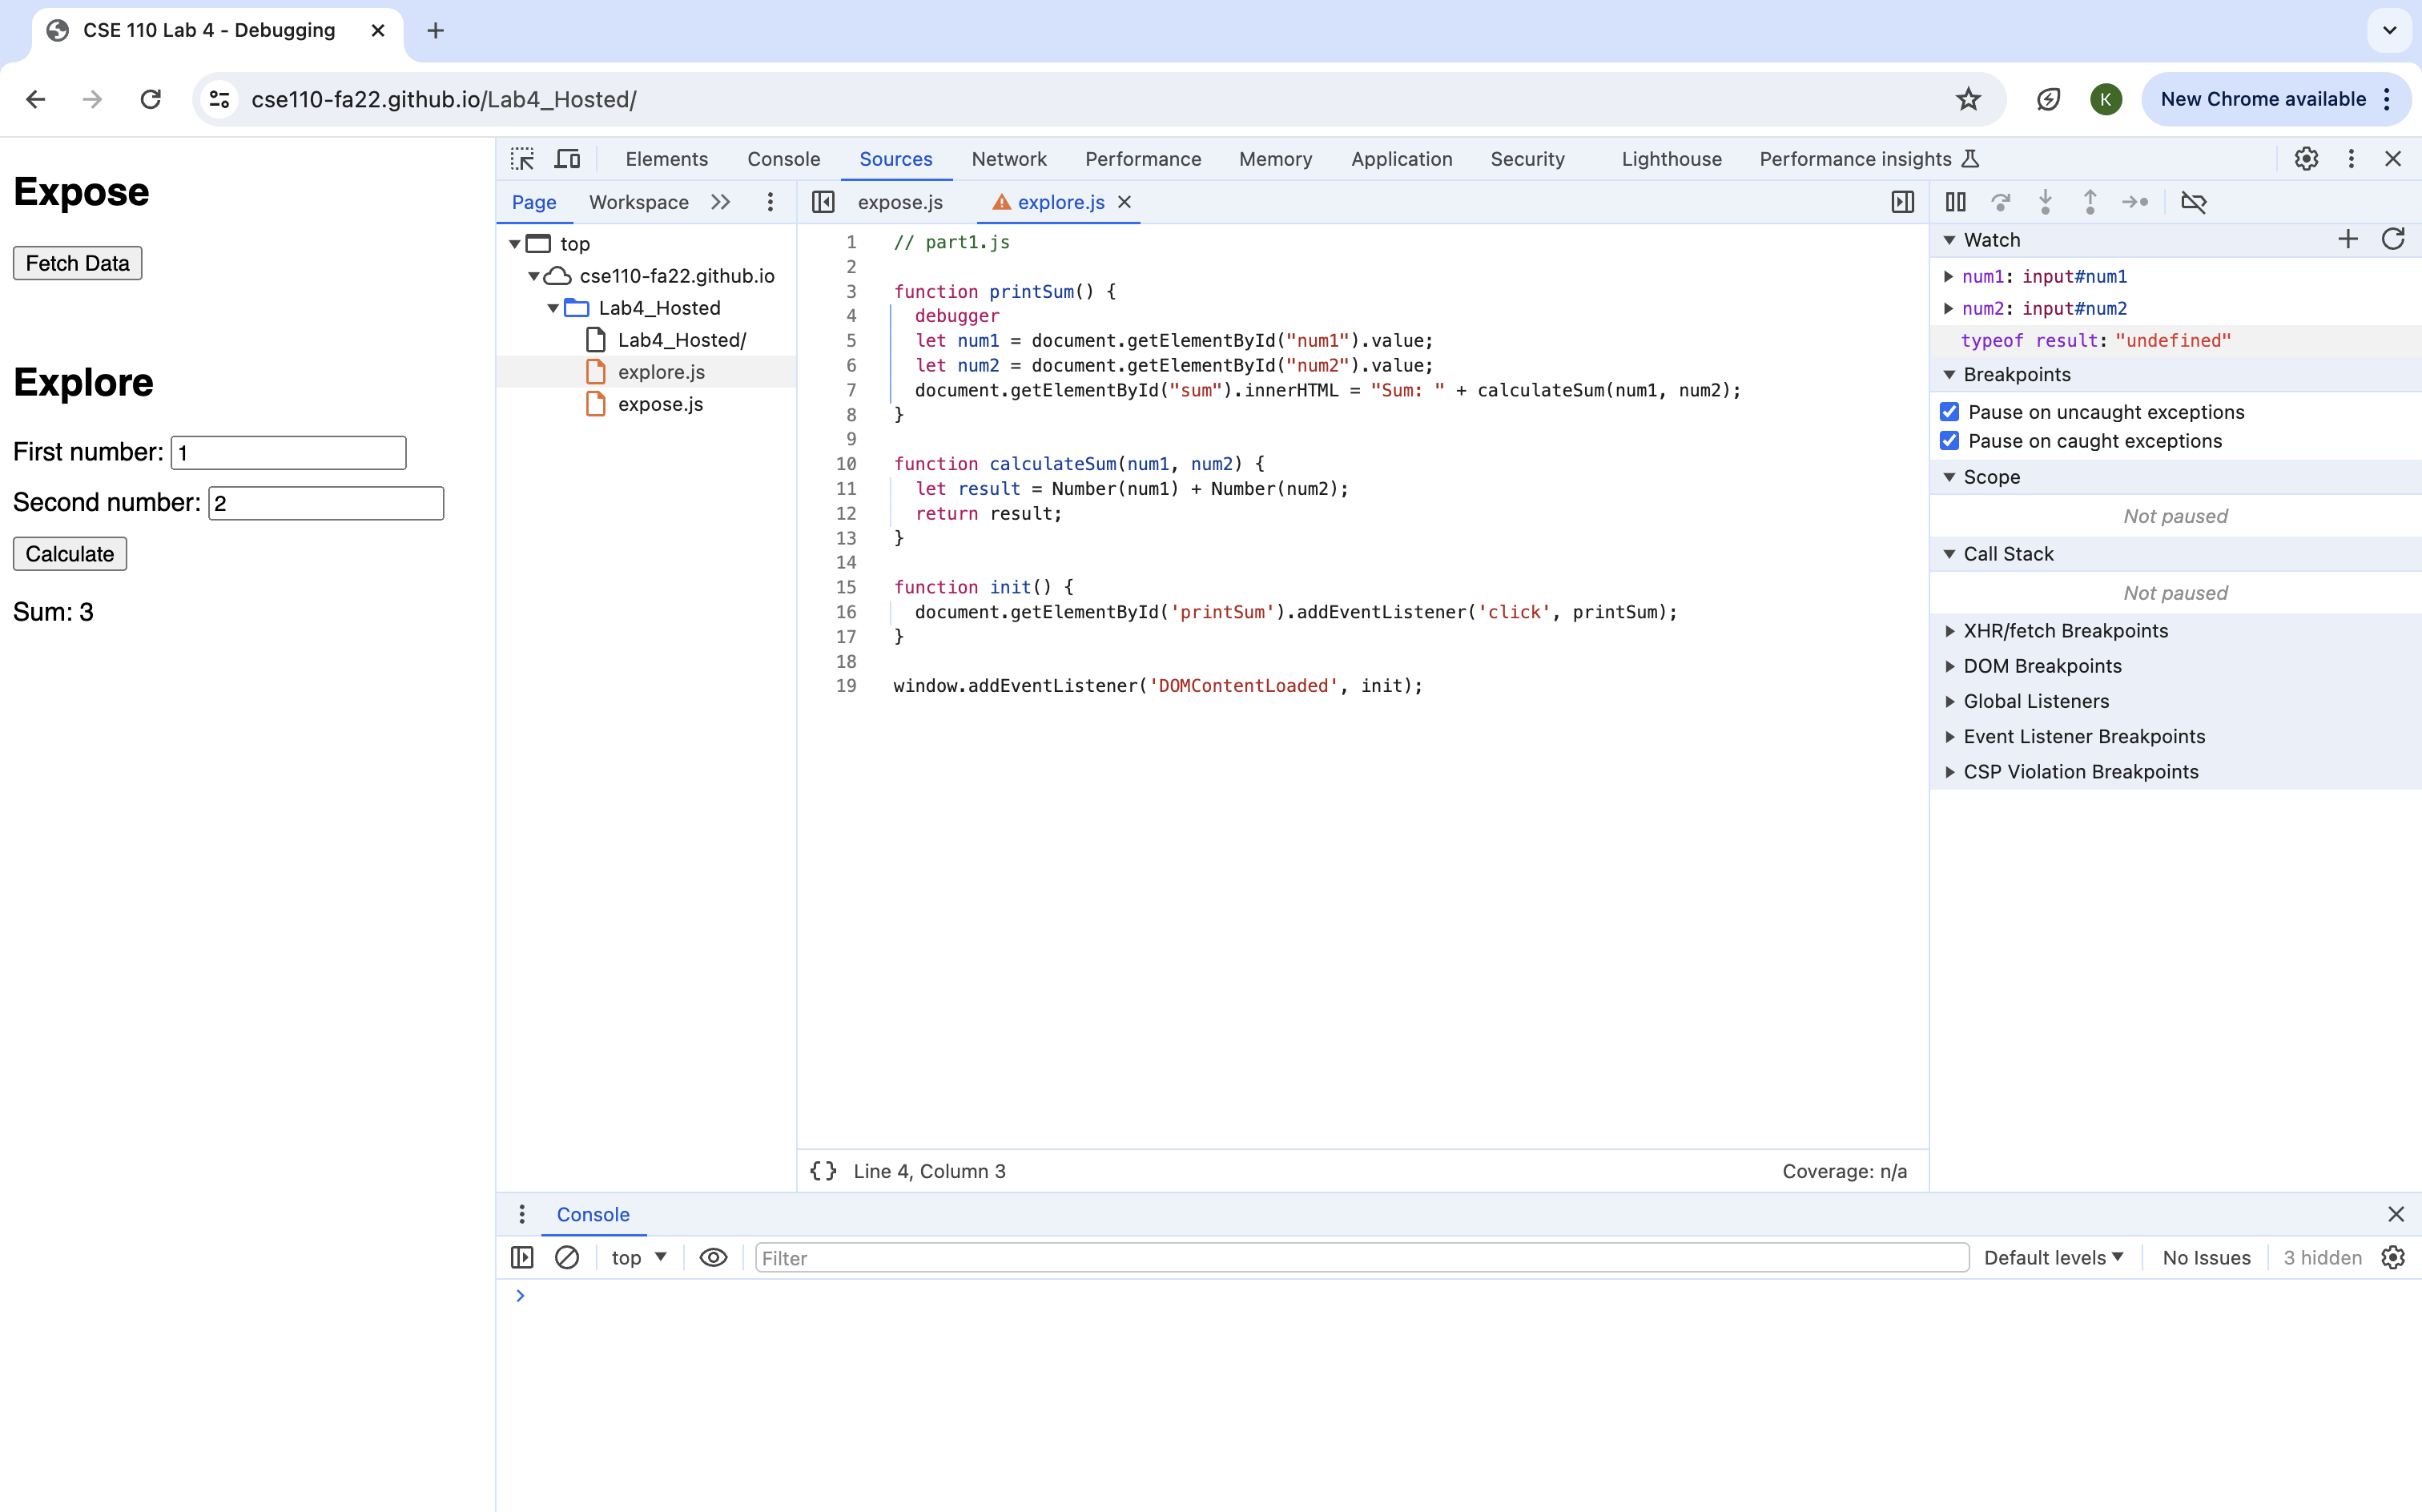 CSE 110 Lab 4 - Debugging
cse110-fa22.github.io/Lab4_Hosted/
K
New Chrome available
Expose
Fetch Data
Explore
First number: 1
Second number: 2
Calculate
Sum: 3
Elements Console Sources Network Performance Memory Application Security Lighthouse Performance insights
Page Workspace
top
cse110-fa22.github.io
Lab4_Hosted
Lab4_Hosted/
explore.js
expose.js
expose.js explore.js
1 // part1.js
2
3 function printSum() {
4 debugger
5 let num1 = document.getElementById("num1").value;
6 let num2 = document.getElementById("num2").value;
7 document.getElementById("sum").innerHTML = "Sum: " + calculateSum(num1, num2);
8 }
9
10 function calculateSum(num1, num2) {
11 let result = Number(num1) + Number(num2);
12 return result;
13 }
14
15 function init() {
16 document.getElementById('printSum').addEventListener('click', printSum);
17 }
18
19 window.addEventListener('DOMContentLoaded', init);
{} Line 4, Column 3
Coverage: n/a
Watch
num1: input#num1
num2: input#num2
typeof result: "undefined"
Breakpoints
Pause on uncaught exceptions
Pause on caught exceptions
Scope
Not paused
Call Stack
Not paused
XHR/fetch Breakpoints
DOM Breakpoints
Global Listeners
Event Listener Breakpoints
CSP Violation Breakpoints
Console
top Filter Default levels No Issues 3 hidden